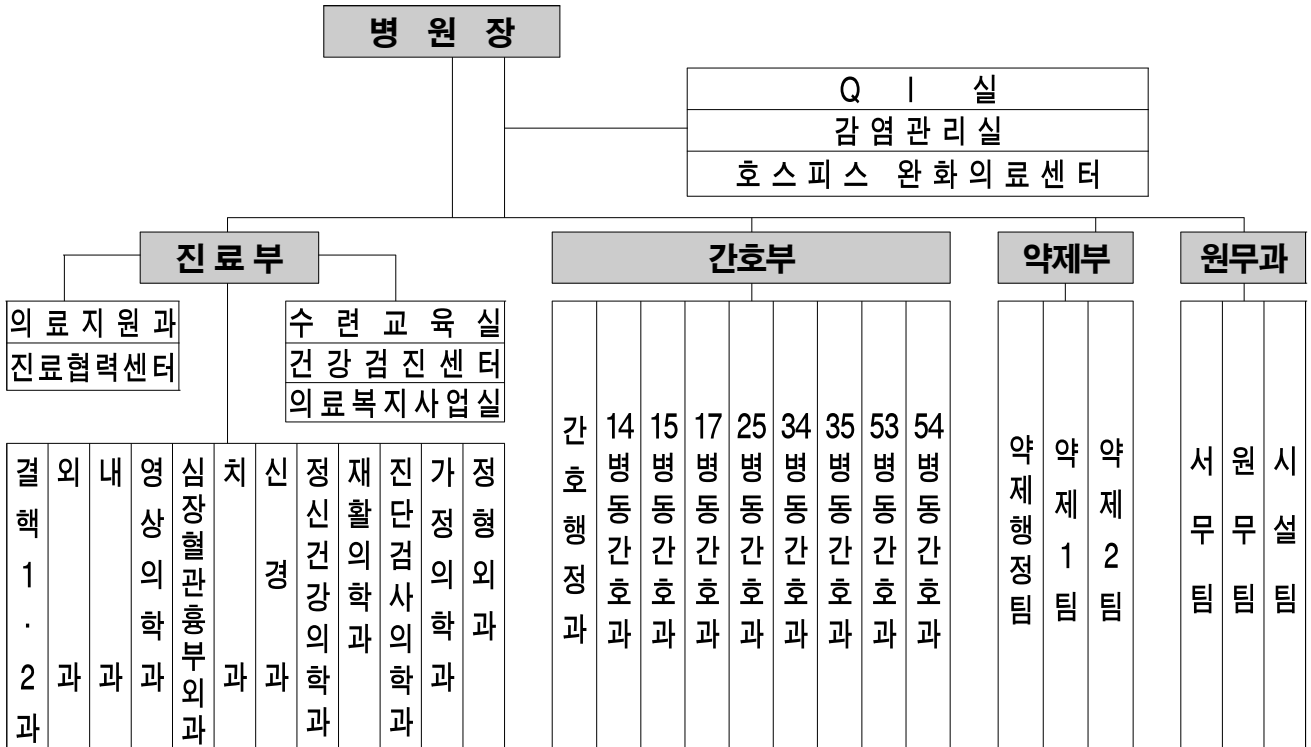 병 원 장
Q I 실
감염관리실
호스피스 완화의료센터
진료부
간호부
약제부
원무과
의료지원과
진료협력센터
수련교육실
건강검진센터
의료복지사업실
결핵1·2과
외과
내과
영상의학과
심장혈관흉부외과
치과
신경과
정신건강의학과
재활의학과
진단검사의학과
가정의학과
정형외과
간호행정과
14병동간호과
15병동간호과
17병동간호과
25병동간호과
34병동간호과
35병동간호과
53병동간호과
54병동간호과
약제행정팀
약제1팀
약제2팀
서무팀
원무팀
시설팀